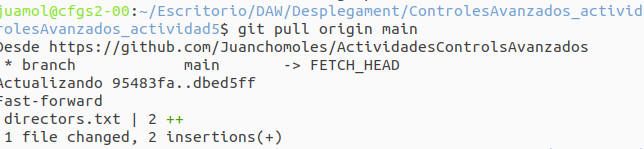 juamol@cfgs2-00:~/Escritorio/DAW/Desplegament/ControlesAvanzados_activid
rolesAvanzados_actividad5$ git pull origin main
Desde https://github.com/Juanchomoles/ActividadesControlsAvanzados
 * branch            main       -> FETCH_HEAD
Actualizando 95483fa..dbed5ff
Fast-forward
 directors.txt | 2 ++
 1 file changed, 2 insertions(+)